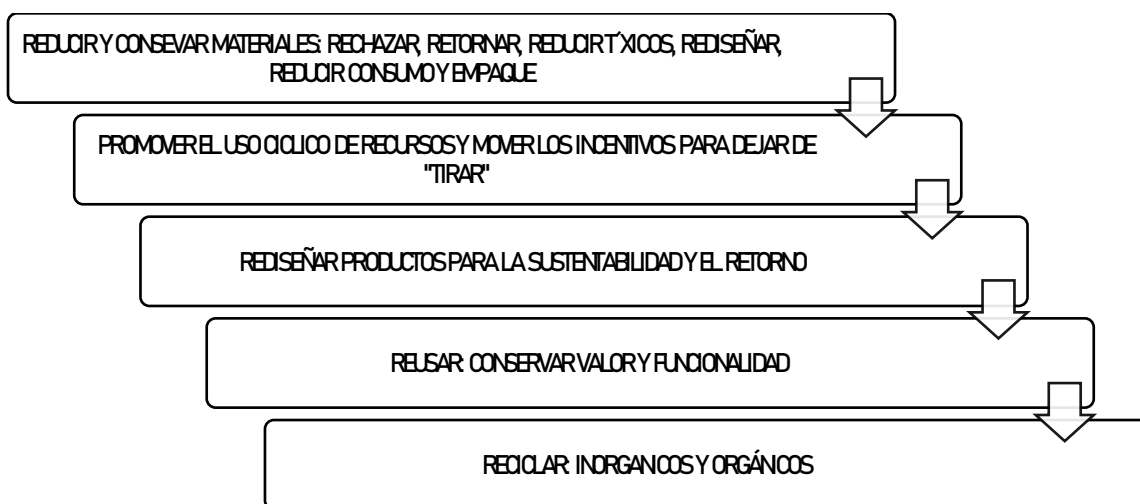 REDUCIR Y CONSEVAR MATERIALES: RECHAZAR, RETORNAR, REDUCIR T´XICOS, REDISEÑAR,
REDUCIR CONSUMO Y EMPAQUE
PROMOVER EL USO CICLICO DE RECURSOS Y MOVER LOS INCENTIVOS PARA DEJAR DE
"TIRAR"
REDISEÑAR PRODUCTOS PARA LA SUSTENTABILIDAD Y EL RETORNO
REUSAR: CONSERVAR VALOR Y FUNCIONALIDAD
RECICLAR: INORGANICOS Y ORGÁNICOS